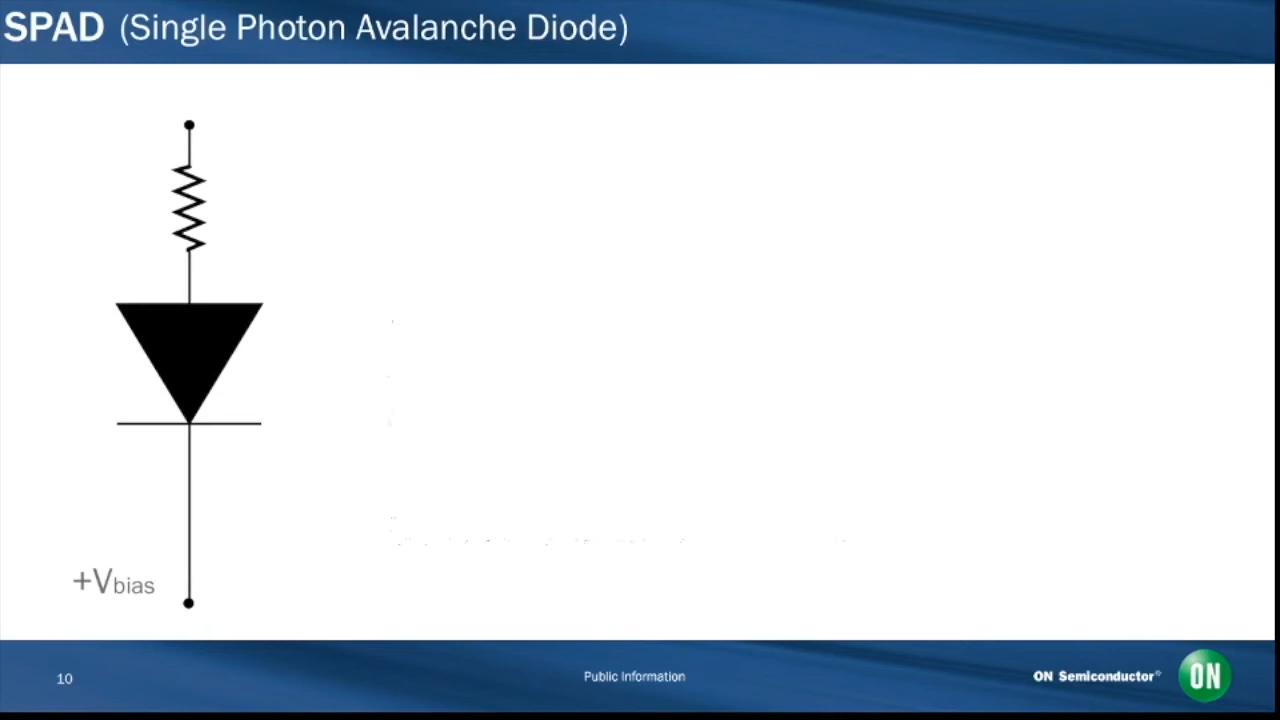 SPAD (Single Photon Avalanche Diode)
+Vbias
10
Public Information
ON Semiconductor®
ON